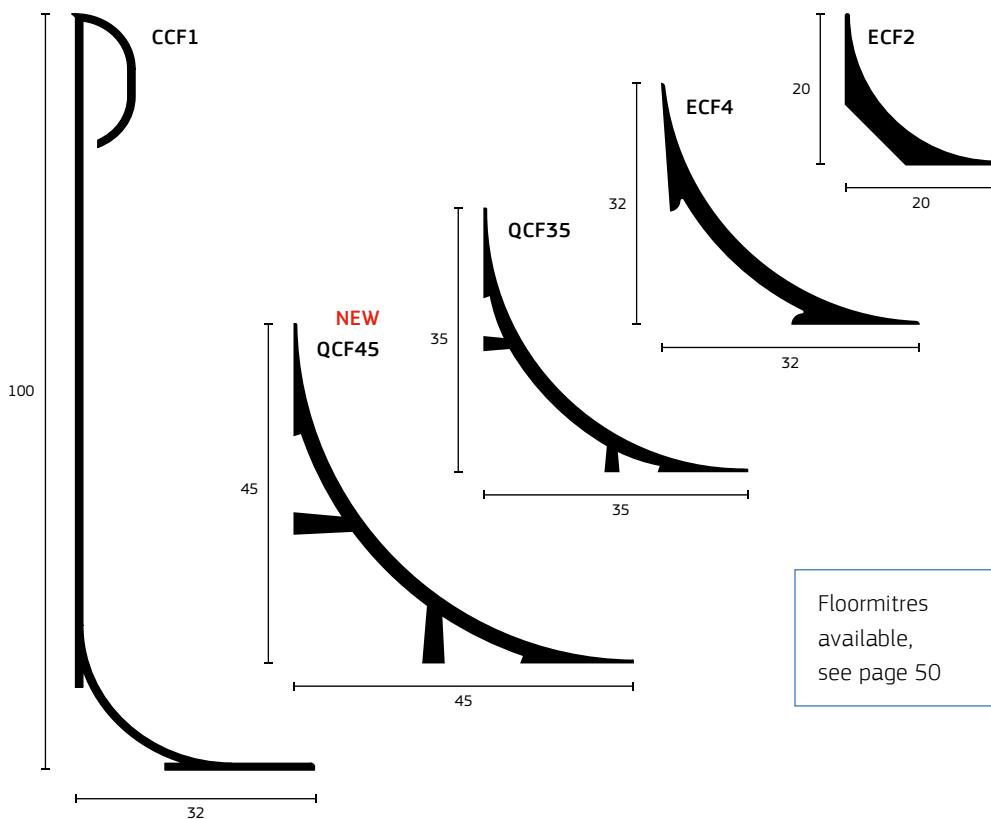 CCF1
100
32
NEW
QCF45
45
45
QCF35
35
35
ECF4
32
32
ECF2
20
20
Floormitres
available,
see page 50